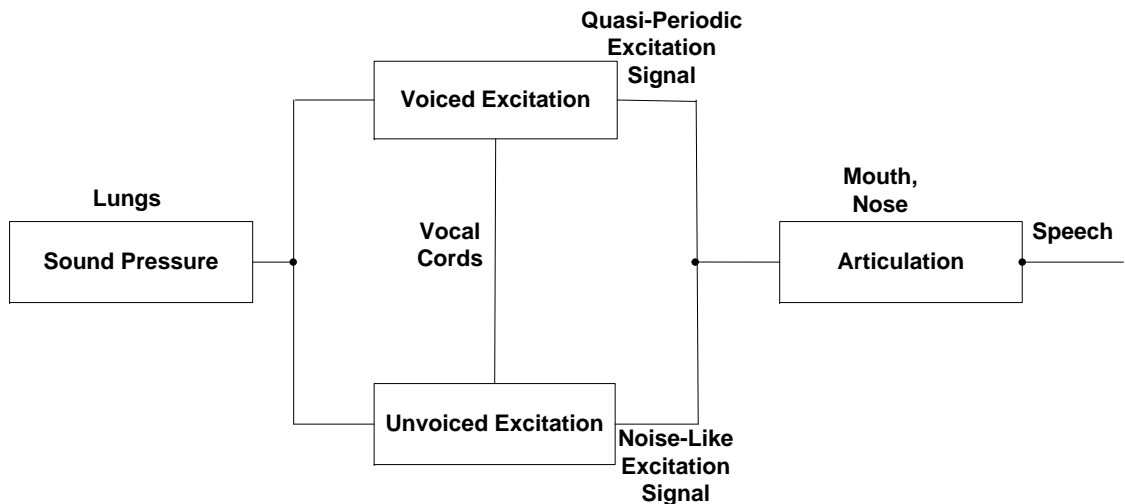 Quasi-Periodic
Excitation
Signal
Voiced Excitation
Lungs
Sound Pressure
Vocal
Cords
Mouth,
Nose
Articulation
Speech
Unvoiced Excitation
Noise-Like
Excitation
Signal